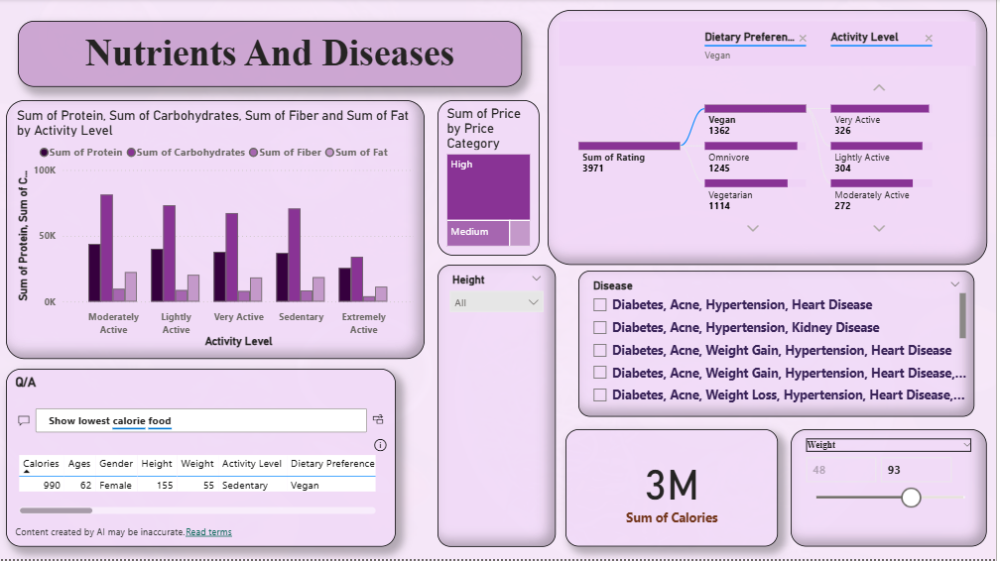 Nutrients And Diseases
Sum of Protein, Sum of Carbohydrates, Sum of Fiber and Sum of Fat
by Activity Level
Sum of Protein Sum of Carbohydrates Sum of Fiber Sum of Fat
Sum of Protein, Sum of C...
100K
50K
0K
Moderately Active
Lightly Active
Very Active
Sedentary
Extremely Active
Activity Level
Sum of Price
by Price
Category
High
Medium
Dietary Preferen...
Vegan
Activity Level
Sum of Rating
3971
Vegan
1362
Omnivore
1245
Vegetarian
1114
Very Active
326
Lightly Active
304
Moderately Active
272
Height
All
Disease
Diabetes, Acne, Hypertension, Heart Disease
Diabetes, Acne, Hypertension, Kidney Disease
Diabetes, Acne, Weight Gain, Hypertension, Heart Disease
Diabetes, Acne, Weight Gain, Hypertension, Heart Disease,...
Diabetes, Acne, Weight Loss, Hypertension, Heart Disease,...
Q/A
Show lowest calorie food
Calories Ages Gender Height Weight Activity Level Dietary Preference
990 62 Female 155 55 Sedentary Vegan
Content created by AI may be inaccurate. Read terms
3M
Sum of Calories
Weight
48 93